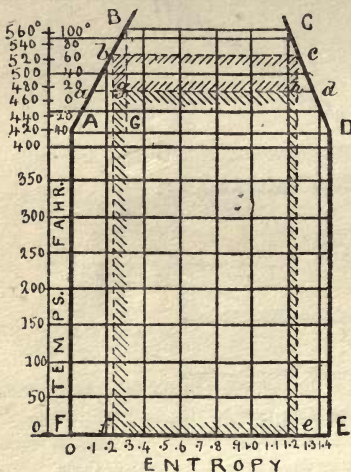 B C
560° 100°
540 80
520 60 b c
500 40
480 20 a g h d
460 0
440 20 A G D
420 40
400
350
300
250
200
150
100
50
0
TEMPS. FAHR.
F f e E
0 .1 .2 .3 .4 .5 .6 .7 .8 .9 1.0 1.1 1.2 1.3 1.4
ENTROPY